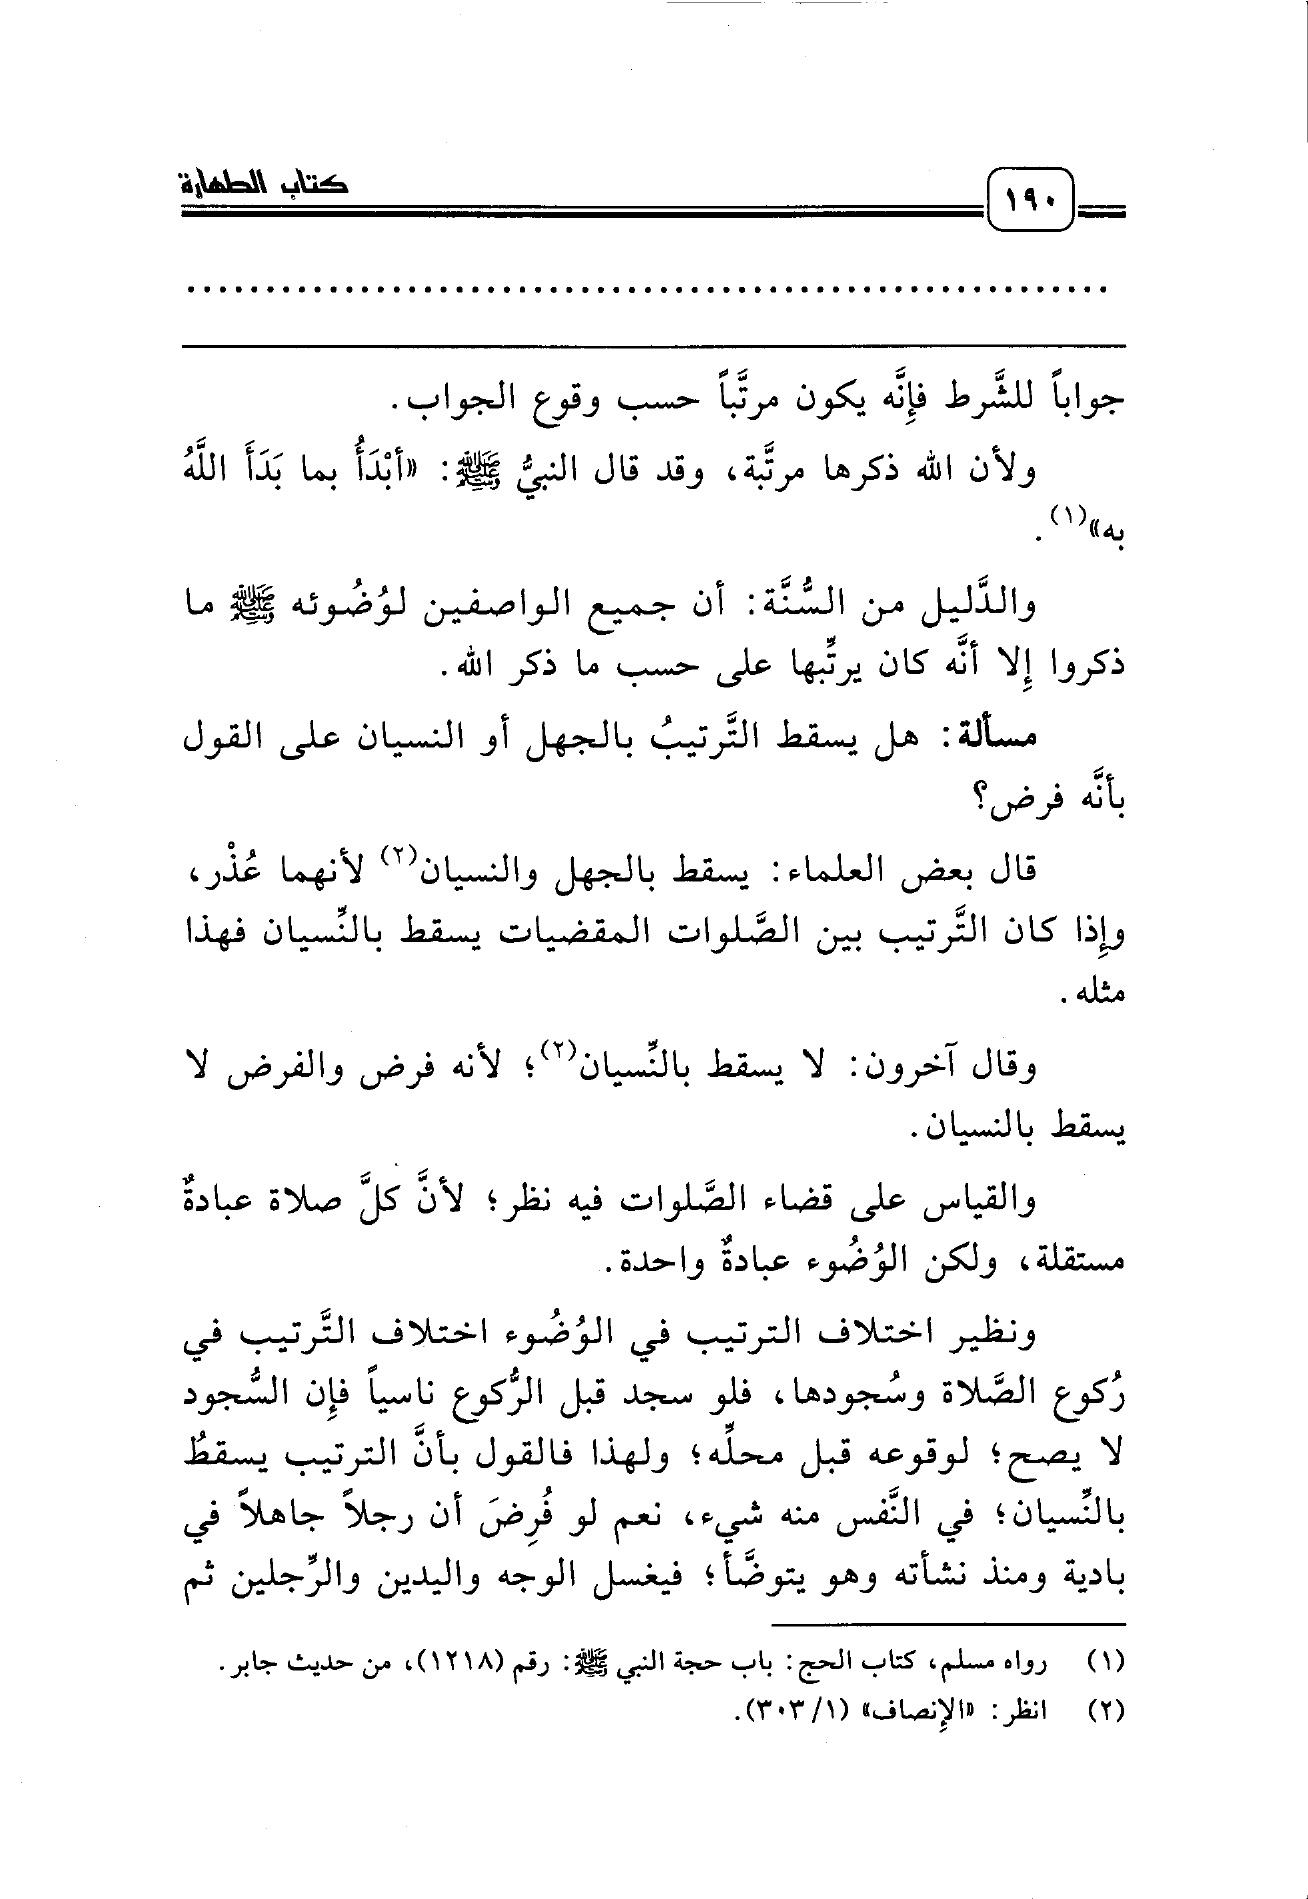 كتاب الطهارة
١٩٠
......................................................
جواباً للشَّرط فإِنَّه يكون مرتَّباً حسب وقوع الجواب.
ولأن الله ذكرها مرتَّبة، وقد قال النبيُّ ﷺ: «أبْدَأُ بما بَدَأَ اللَّهُ
به»(١).
والدَّليل من السُّنَّة: أن جميع الواصفين لوُضُوئه ﷺ ما
ذكروا إِلا أنَّه كان يرتِّبها على حسب ما ذكر الله.
مسألة: هل يسقط التَّرتيبُ بالجهل أو النسيان على القول
بأنَّه فرض؟
قال بعض العلماء: يسقط بالجهل والنسيان(٢) لأنهما عُذْر،
وإِذا كان التَّرتيب بين الصَّلوات المقضيات يسقط بالنِّسيان فهذا
مثله.
وقال آخرون: لا يسقط بالنِّسيان(٢)؛ لأنه فرض والفرض لا
يسقط بالنسيان.
والقياس على قضاء الصَّلوات فيه نظر؛ لأنَّ كلَّ صلاة عبادةٌ
مستقلة، ولكن الوُضُوء عبادةٌ واحدة.
ونظير اختلاف الترتيب في الوُضُوء اختلاف التَّرتيب في
رُكوع الصَّلاة وسُجودها، فلو سجد قبل الرُّكوع ناسياً فإِن السُّجود
لا يصح؛ لوقوعه قبل محلِّه؛ ولهذا فالقول بأنَّ الترتيب يسقطُ
بالنِّسيان؛ في النَّفس منه شيء، نعم لو فُرِضَ أن رجلاً جاهلاً في
بادية ومنذ نشأته وهو يتوضَّأ؛ فيغسل الوجه واليدين والرِّجلين ثم
(١) رواه مسلم، كتاب الحج: باب حجة النبي ﷺ: رقم (١٢١٨)، من حديث جابر.
(٢) انظر: «الإنصاف» (١/ ٣٠٣).